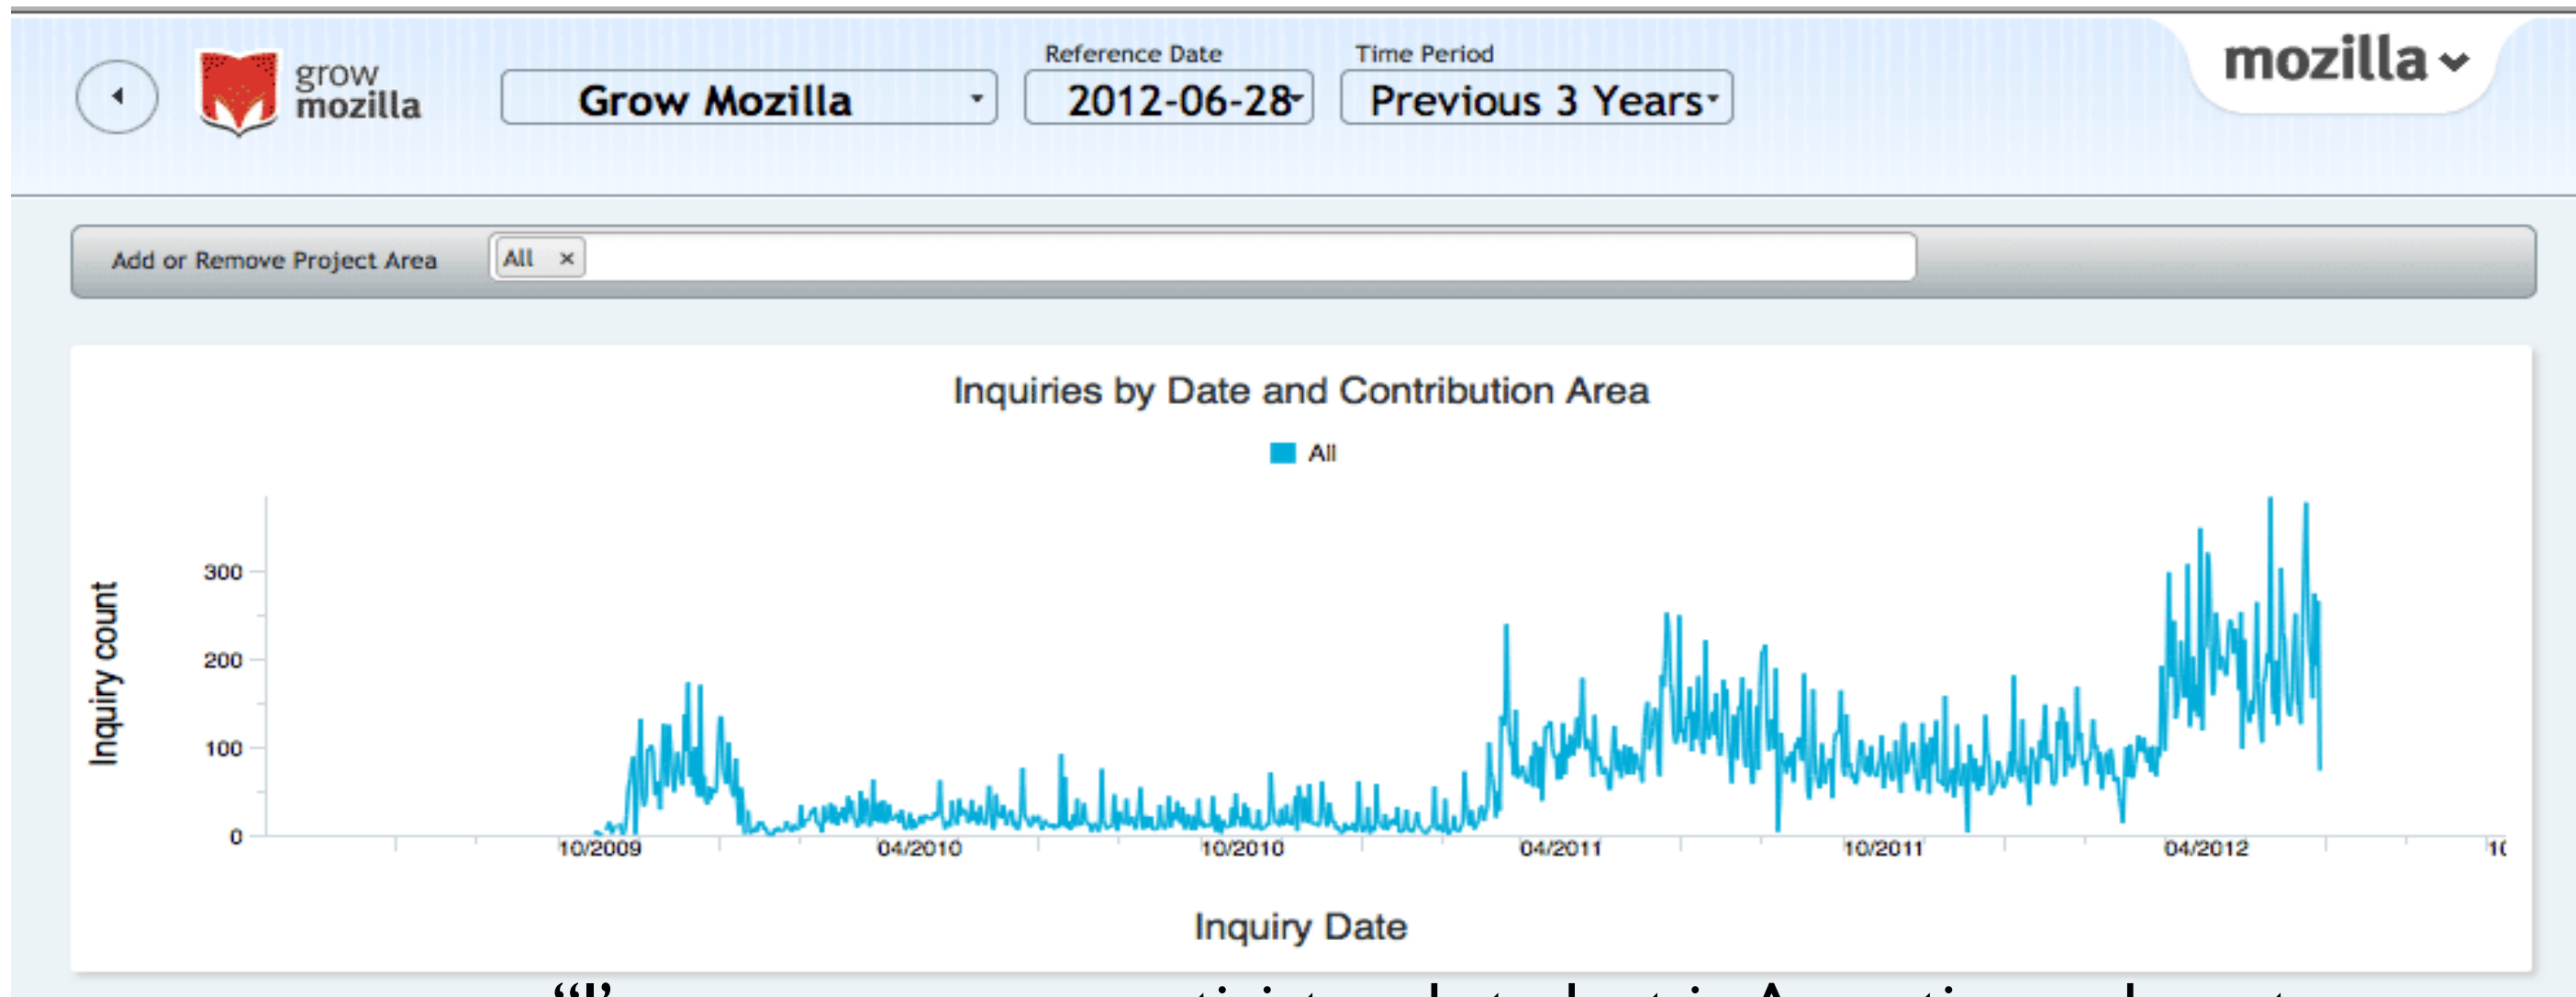 mozilla
grow
mozilla
Grow Mozilla
Reference Date
2012-06-28
Time Period
Previous 3 Years
Add or Remove Project Area
All ×
Inquiries by Date and Contribution Area
All
Inquiry count
300
200
100
0
10/2009
04/2010
10/2010
04/2011
10/2011
04/2012
Inquiry Date